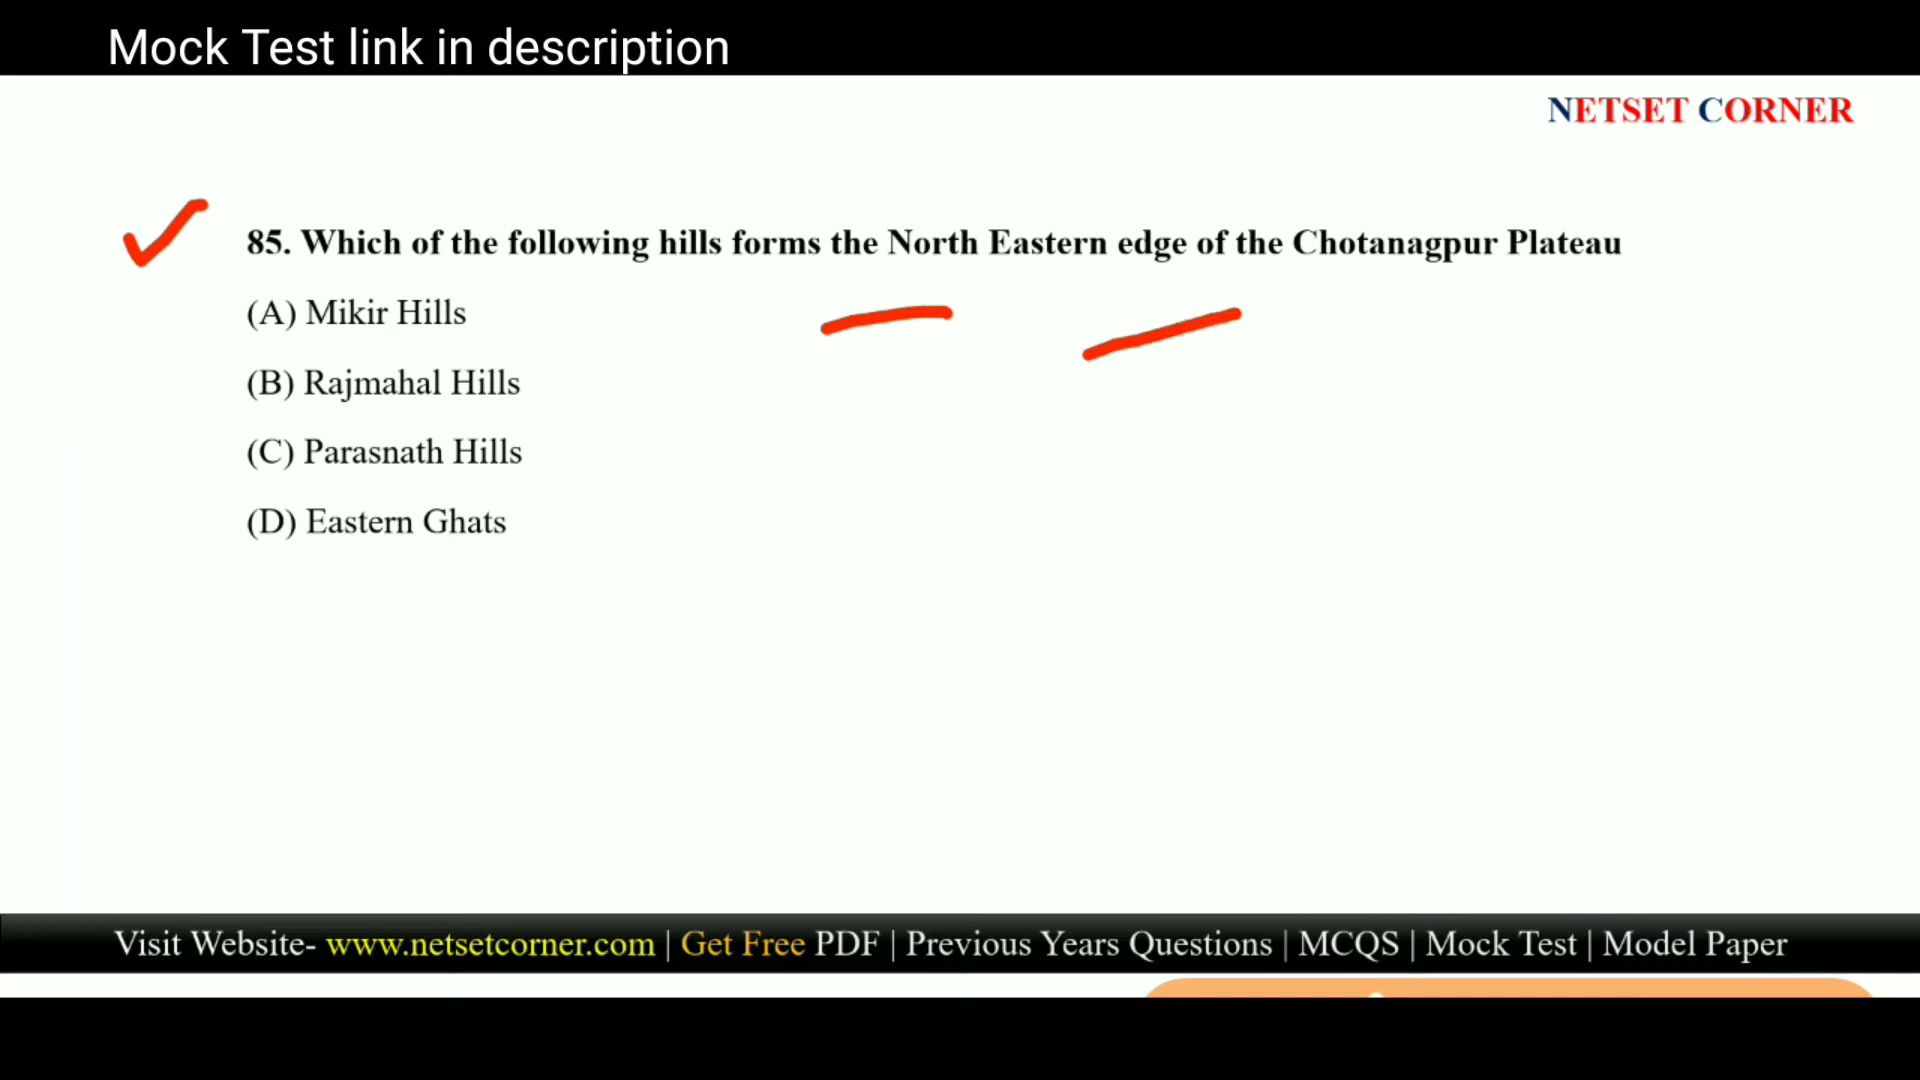 Mock Test link in description
NETSET CORNER
85. Which of the following hills forms the North Eastern edge of the Chotanagpur Plateau
(A) Mikir Hills
(B) Rajmahal Hills
(C) Parasnath Hills
(D) Eastern Ghats
Visit Website- www.netsetcorner.com | Get Free PDF | Previous Years Questions | MCQS | Mock Test | Model Paper